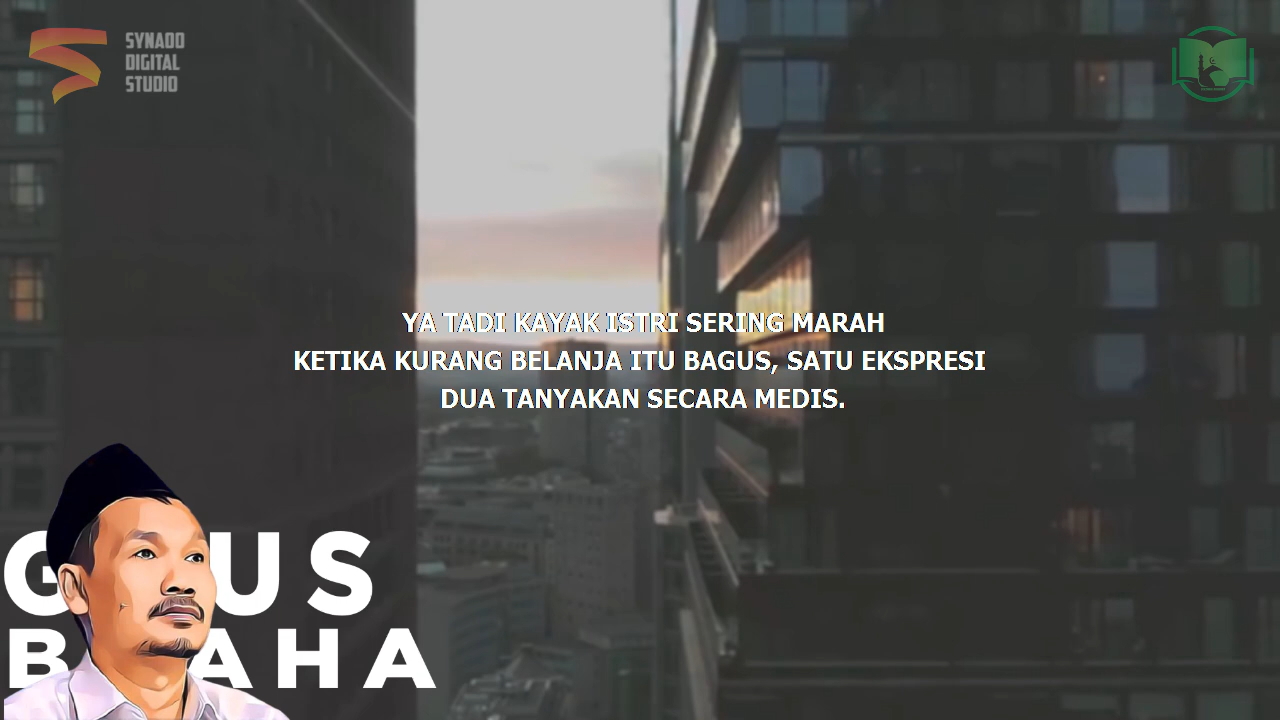 SYNADO
DIGITAL
STUDIO
YA TADI KAYAK ISTRI SERING MARAH
KETIKA KURANG BELANJA ITU BAGUS, SATU EKSPRESI
DUA TANYAKAN SECARA MEDIS.